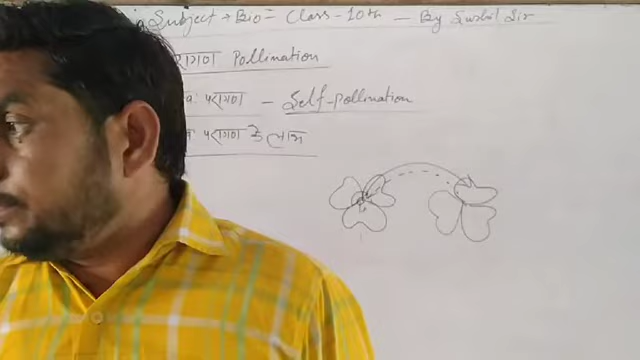 Subject → Bio = Class - 10th - By Sushil Sir
परागण Pollination
स्व: परागण - Self-pollination
स्व: परागण के लाभ